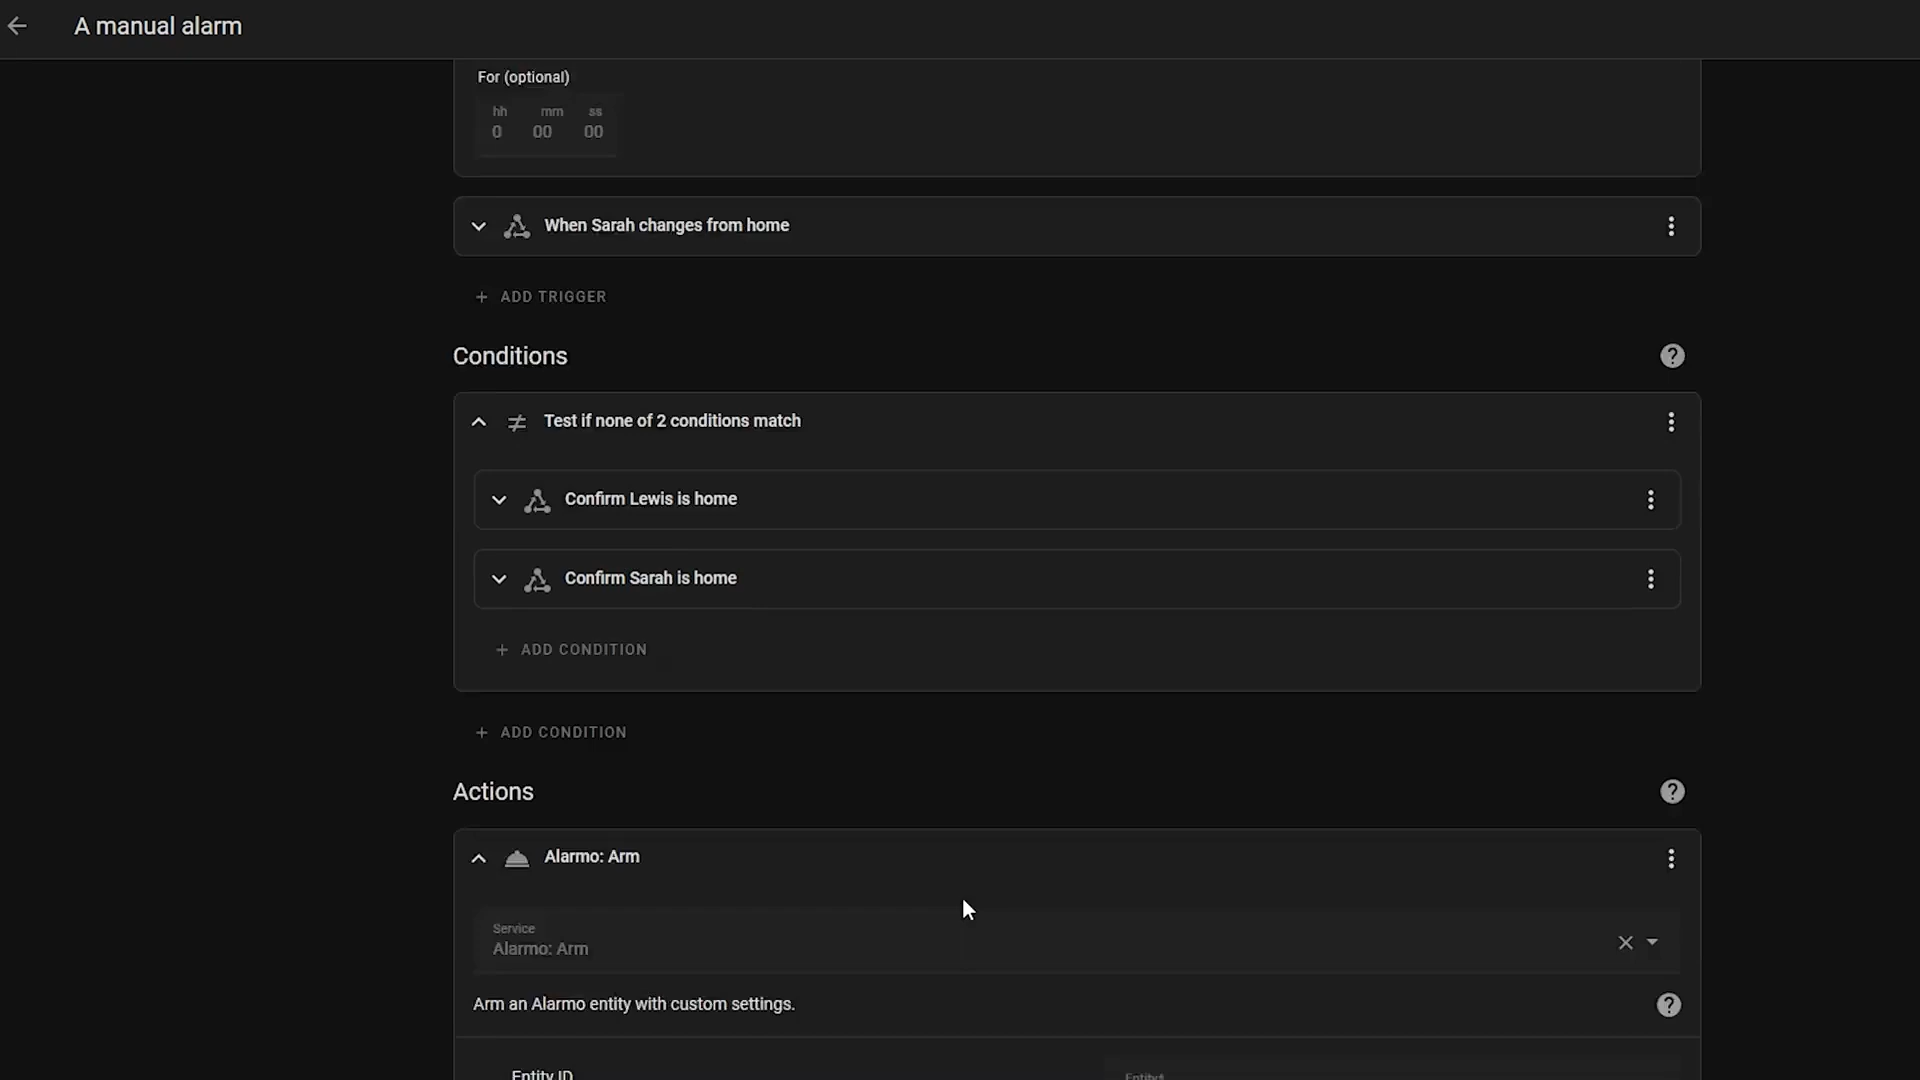 A manual alarm
For (optional)
hh mm ss
0 00 00
When Sarah changes from home
+ ADD TRIGGER
Conditions
Test if none of 2 conditions match
Confirm Lewis is home
Confirm Sarah is home
+ ADD CONDITION
+ ADD CONDITION
Actions
Alarmo: Arm
Service
Alarmo: Arm
Arm an Alarmo entity with custom settings.
Entity ID
Entity*